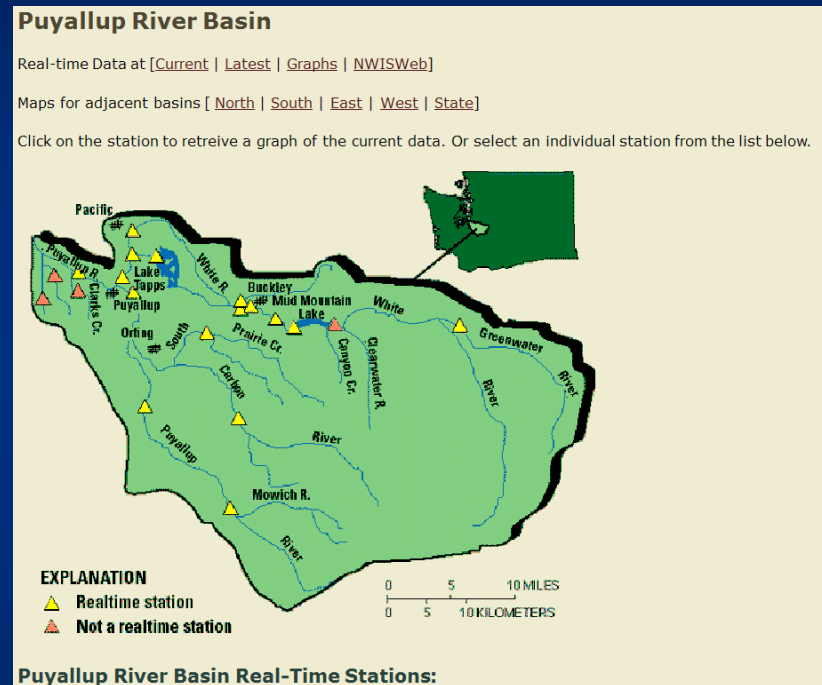 Puyallup River Basin
Real-time Data at [Current | Latest | Graphs | NWISWeb]
Maps for adjacent basins [ North | South | East | West | State]
Click on the station to retreive a graph of the current data. Or select an individual station from the list below.
Pacific
Puyallup R.
White R.
Lake
Tapps
Clarks Cr.
Puyallup
Buckley
Mud Mountain
Lake
White
Greenwater
River
River
Orting
South
Prairie Cr.
Canyon Cr.
Clearwater R
Carbon
River
Puyallup
Mowich R.
River
EXPLANATION
Realtime station
Not a realtime station
0 5 10 MILES
0 5 10 KILOMETERS
Puyallup River Basin Real-Time Stations: